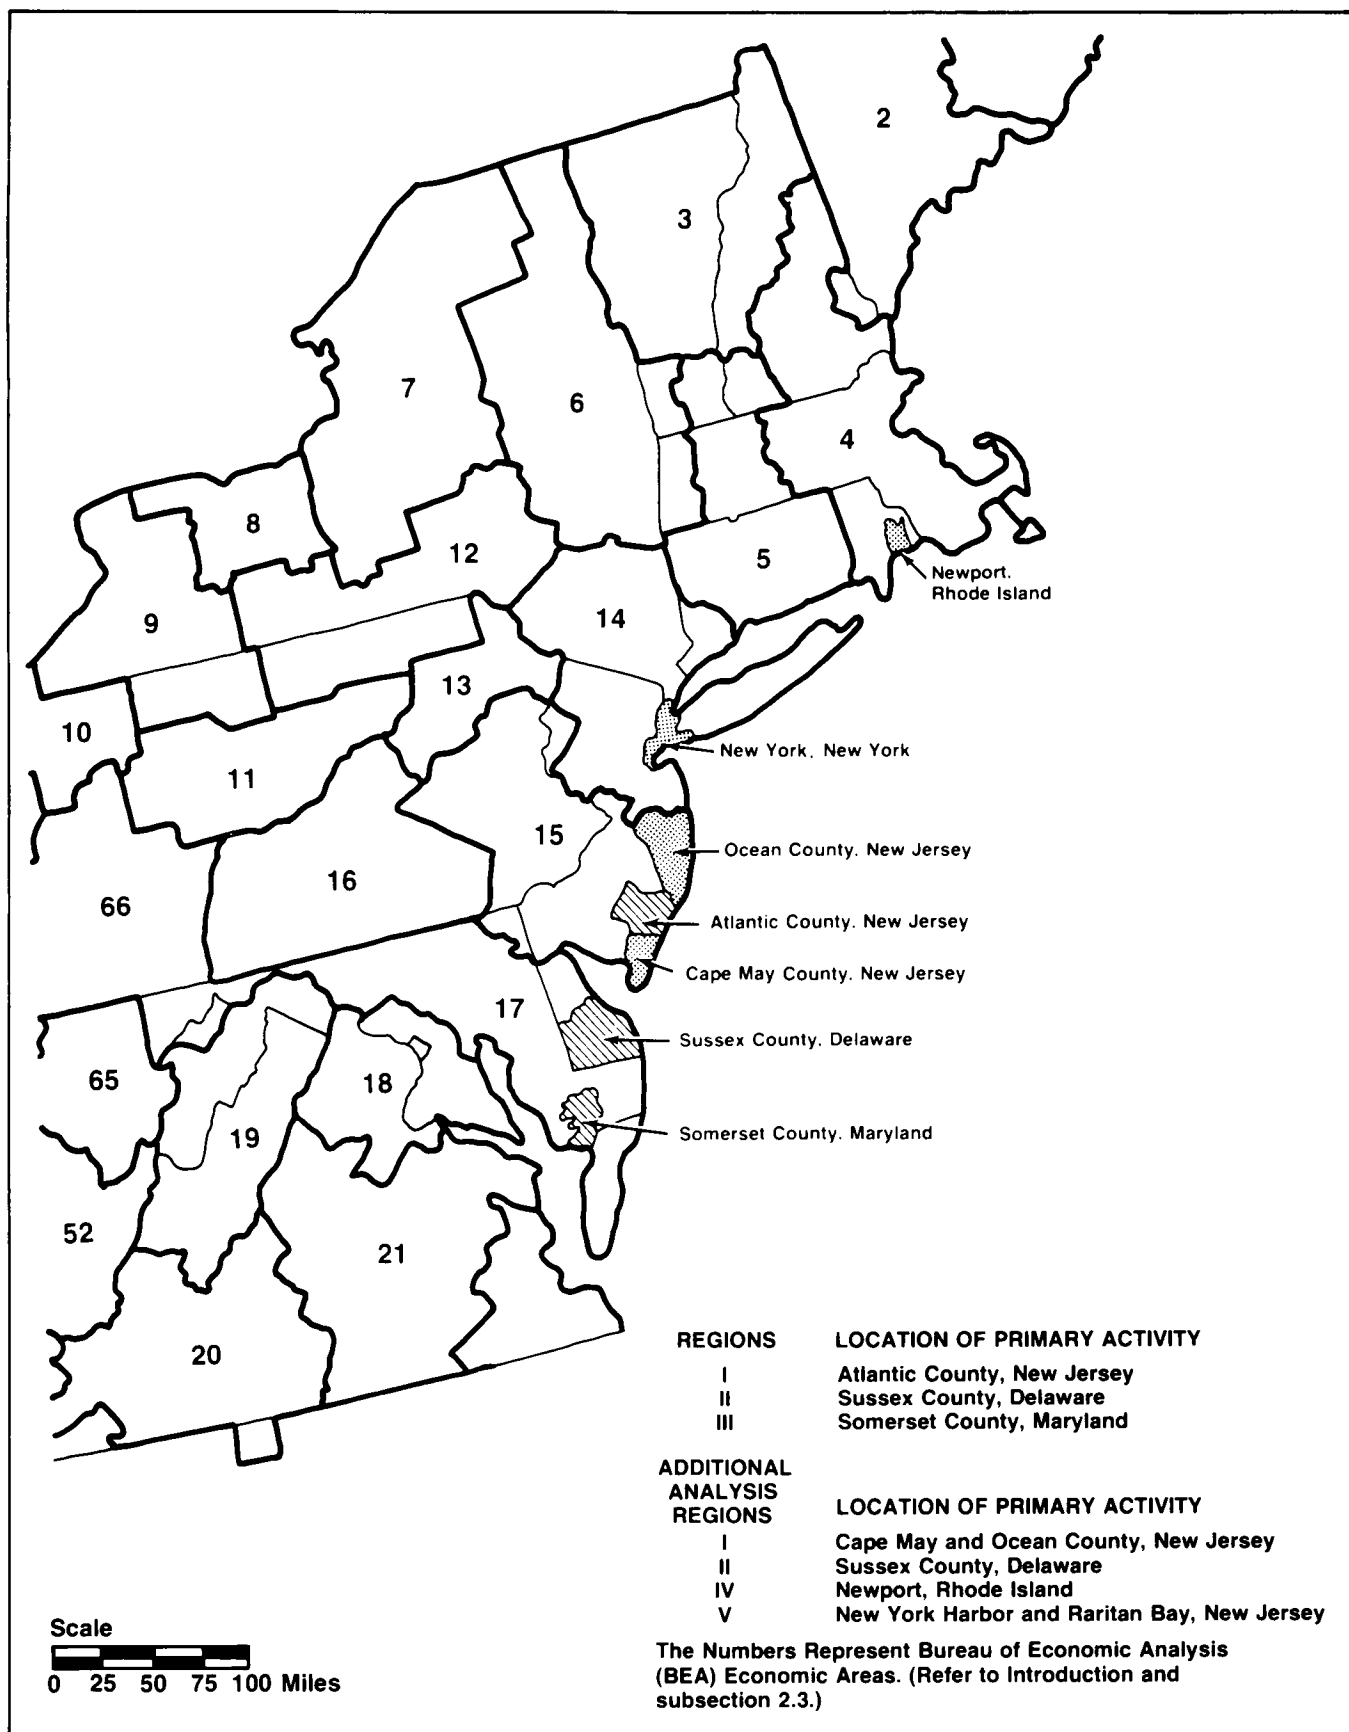 2
3
7
6
4
8
12
5
Newport.
Rhode Island
9
14
13
10
New York, New York
11
15
Ocean County. New Jersey
16
66
Atlantic County. New Jersey
Cape May County. New Jersey
17
Sussex County. Delaware
65
18
19
Somerset County. Maryland
52
21
20
REGIONS LOCATION OF PRIMARY ACTIVITY
I Atlantic County, New Jersey
II Sussex County, Delaware
III Somerset County, Maryland
ADDITIONAL
ANALYSIS
REGIONS LOCATION OF PRIMARY ACTIVITY
I Cape May and Ocean County, New Jersey
II Sussex County, Delaware
IV Newport, Rhode Island
V New York Harbor and Raritan Bay, New Jersey
Scale
0 25 50 75 100 Miles
The Numbers Represent Bureau of Economic Analysis
(BEA) Economic Areas. (Refer to Introduction and
subsection 2.3.)